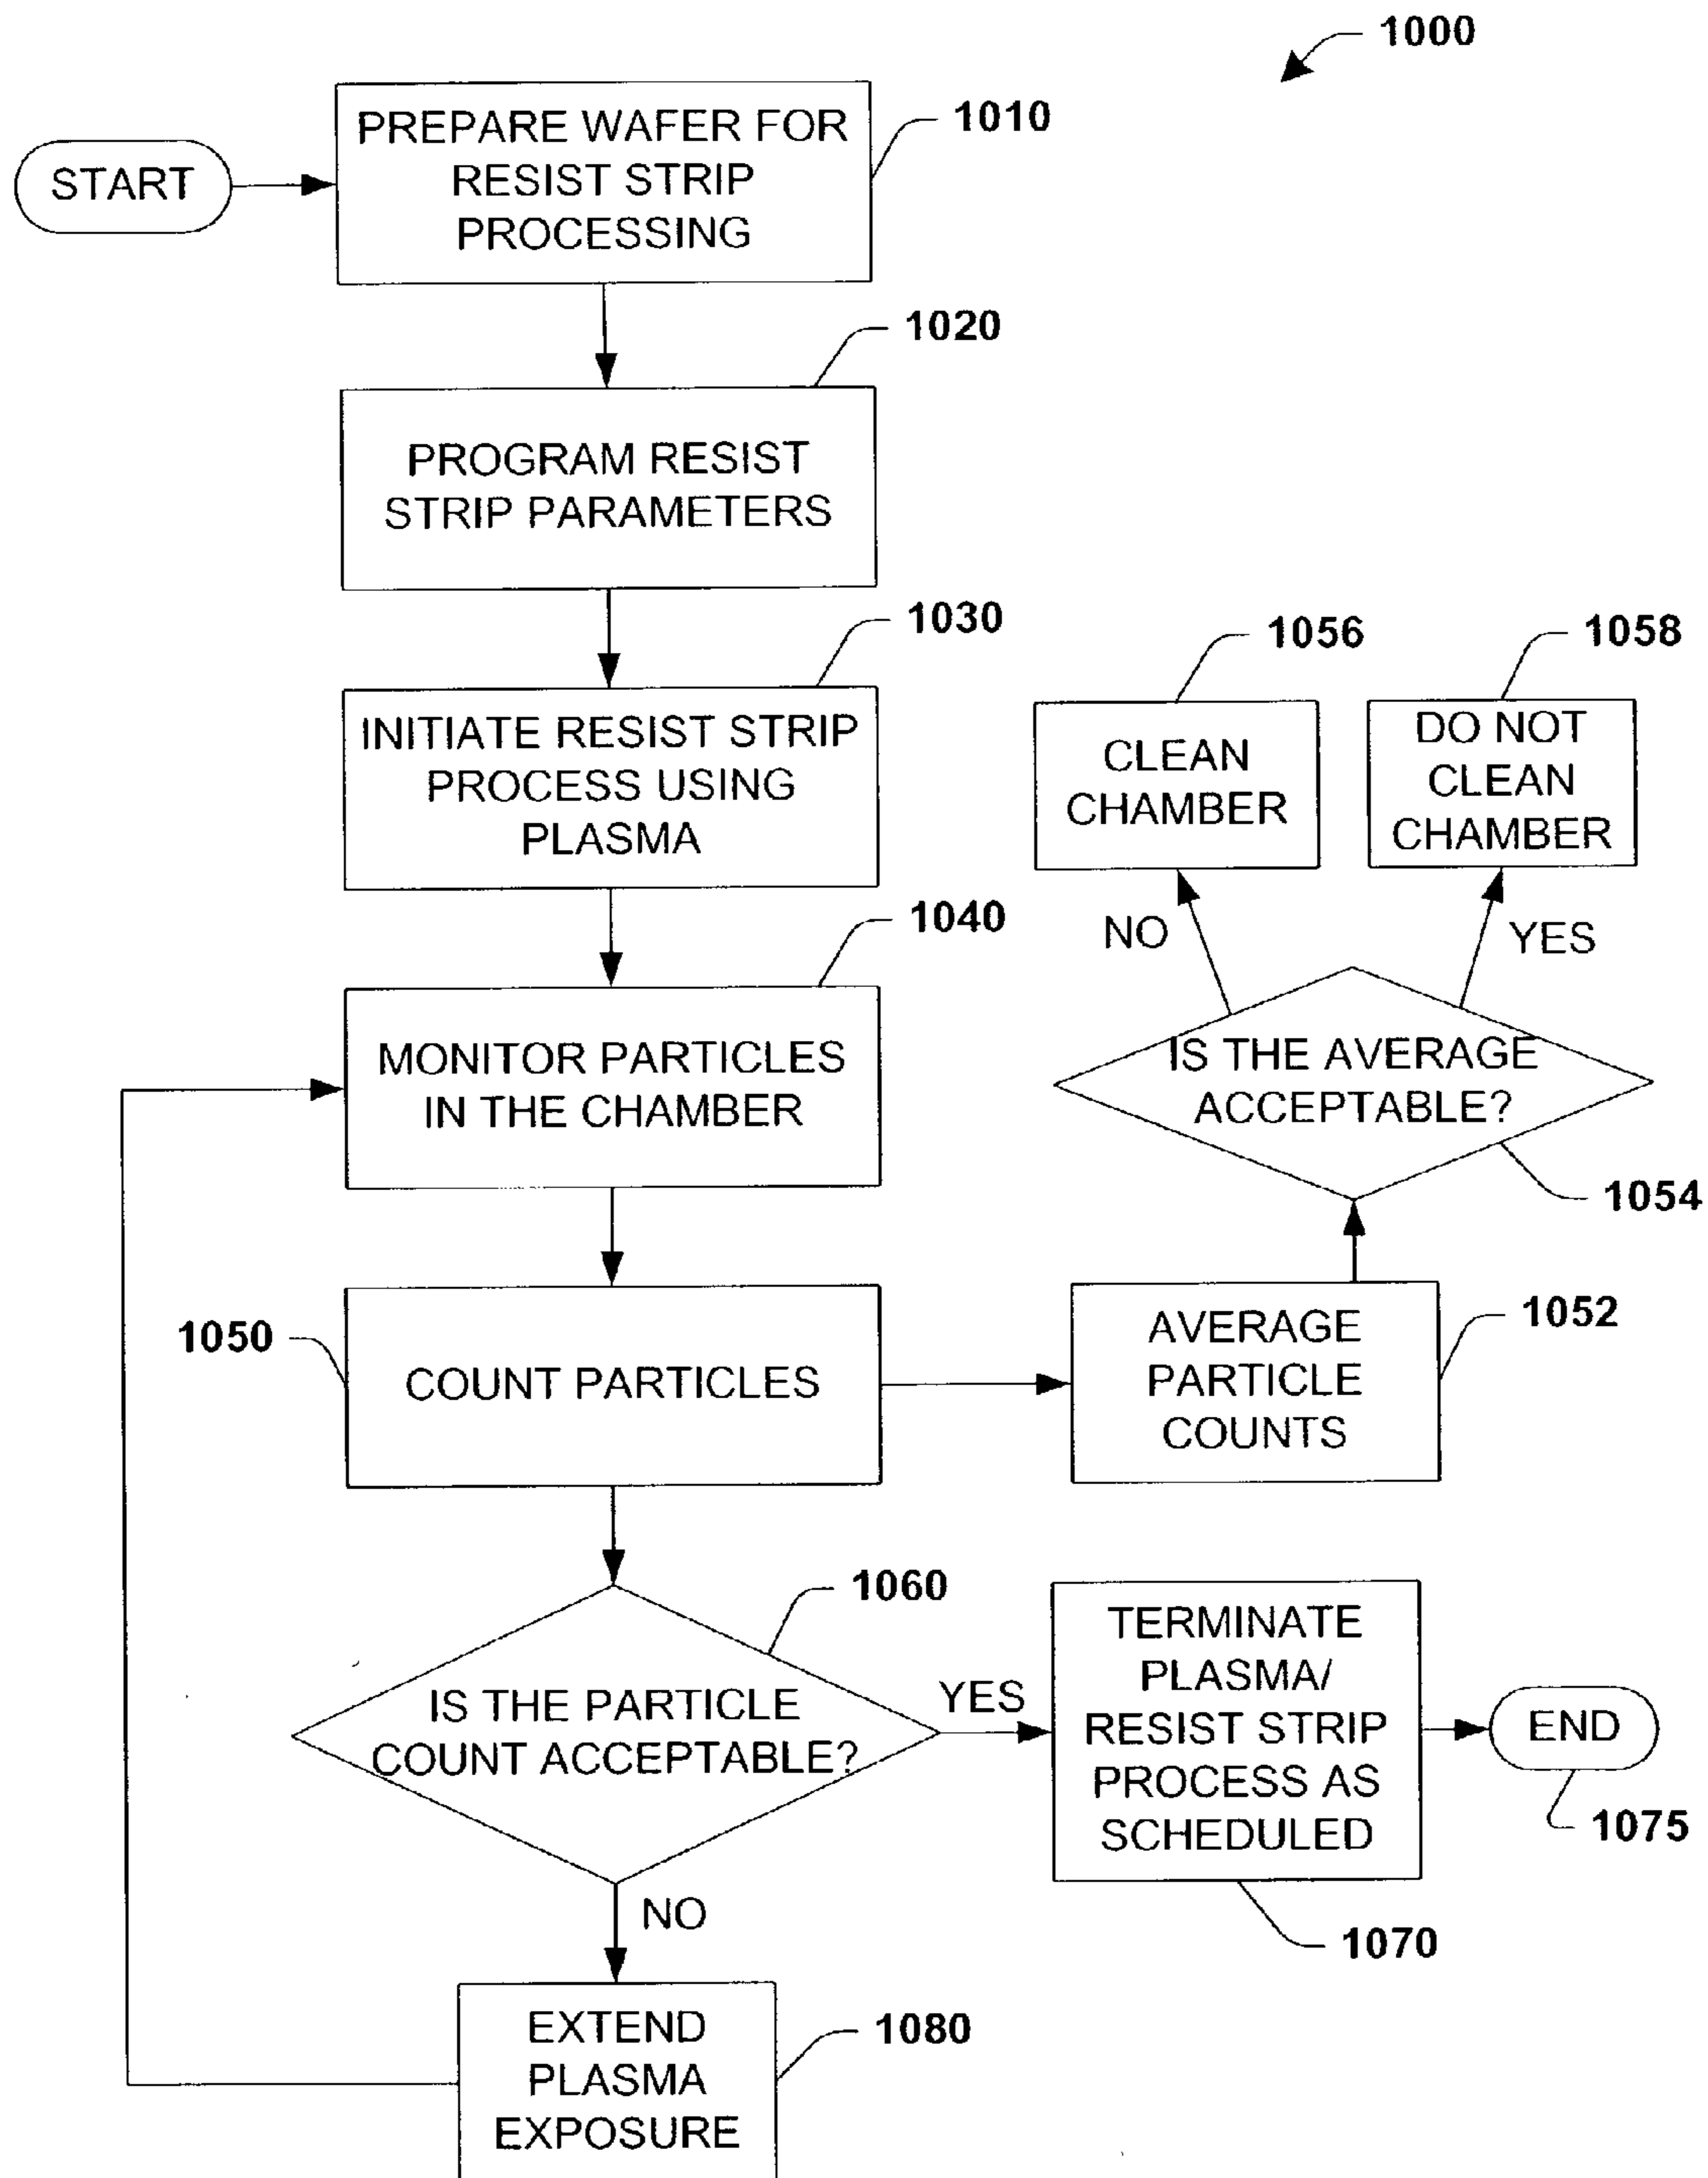 1000
START
PREPARE WAFER FOR
RESIST STRIP
PROCESSING
1010
1020
PROGRAM RESIST
STRIP PARAMETERS
1030
INITIATE RESIST STRIP
PROCESS USING
PLASMA
1040
MONITOR PARTICLES
IN THE CHAMBER
1050
COUNT PARTICLES
1052
AVERAGE
PARTICLE
COUNTS
1054
IS THE AVERAGE
ACCEPTABLE?
NO
YES
1056
CLEAN
CHAMBER
1058
DO NOT
CLEAN
CHAMBER
1060
IS THE PARTICLE
COUNT ACCEPTABLE?
YES
TERMINATE
PLASMA/
RESIST STRIP
PROCESS AS
SCHEDULED
1070
END
1075
NO
EXTEND
PLASMA
EXPOSURE
1080